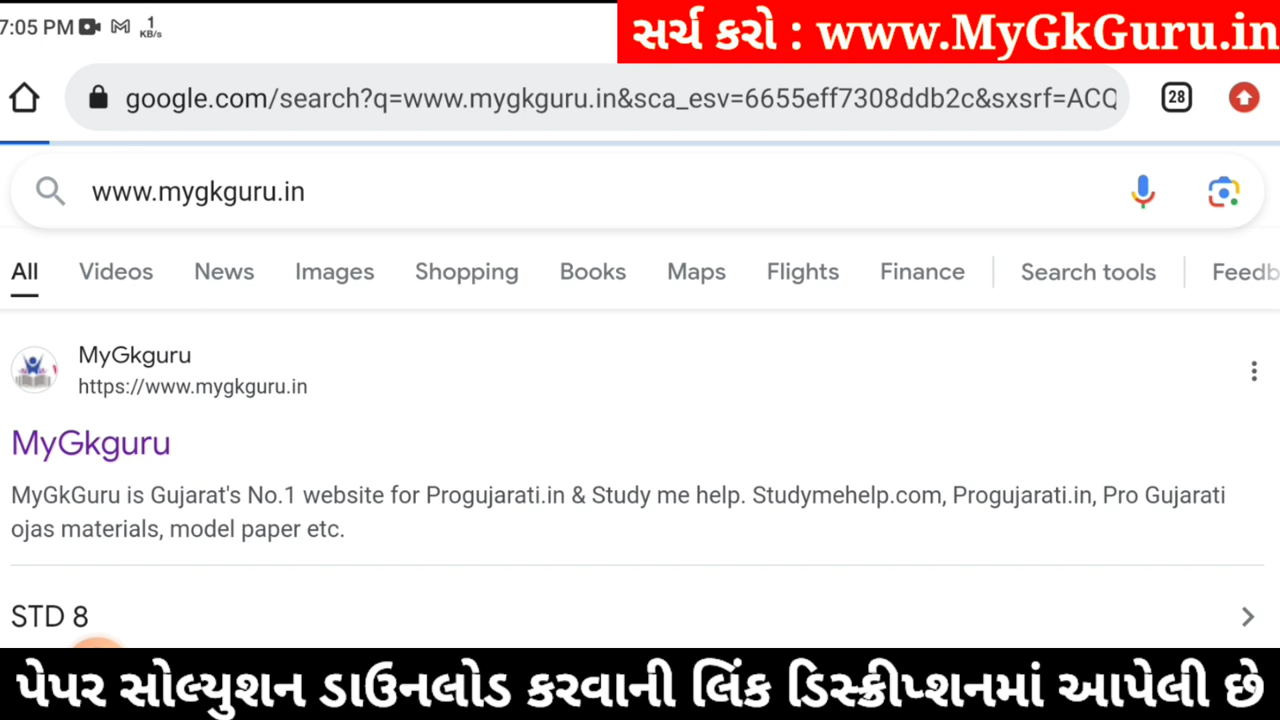 7:05 PM 1 KB/s
સર્ચ કરો : www.MyGkGuru.in
google.com/search?q=www.mygkguru.in&sca_esv=6655eff7308ddb2c&sxsrf=ACQ
28
www.mygkguru.in
All Videos News Images Shopping Books Maps Flights Finance Search tools Feedb
MyGkguru
https://www.mygkguru.in
MyGkguru
MyGkGuru is Gujarat's No.1 website for Progujarati.in & Study me help. Studymehelp.com, Progujarati.in, Pro Gujarati
ojas materials, model paper etc.
STD 8
પેપર સોલ્યુશન ડાઉનલોડ કરવાની લિંક ડિસ્ક્રીપ્શનમાં આપેલી છે